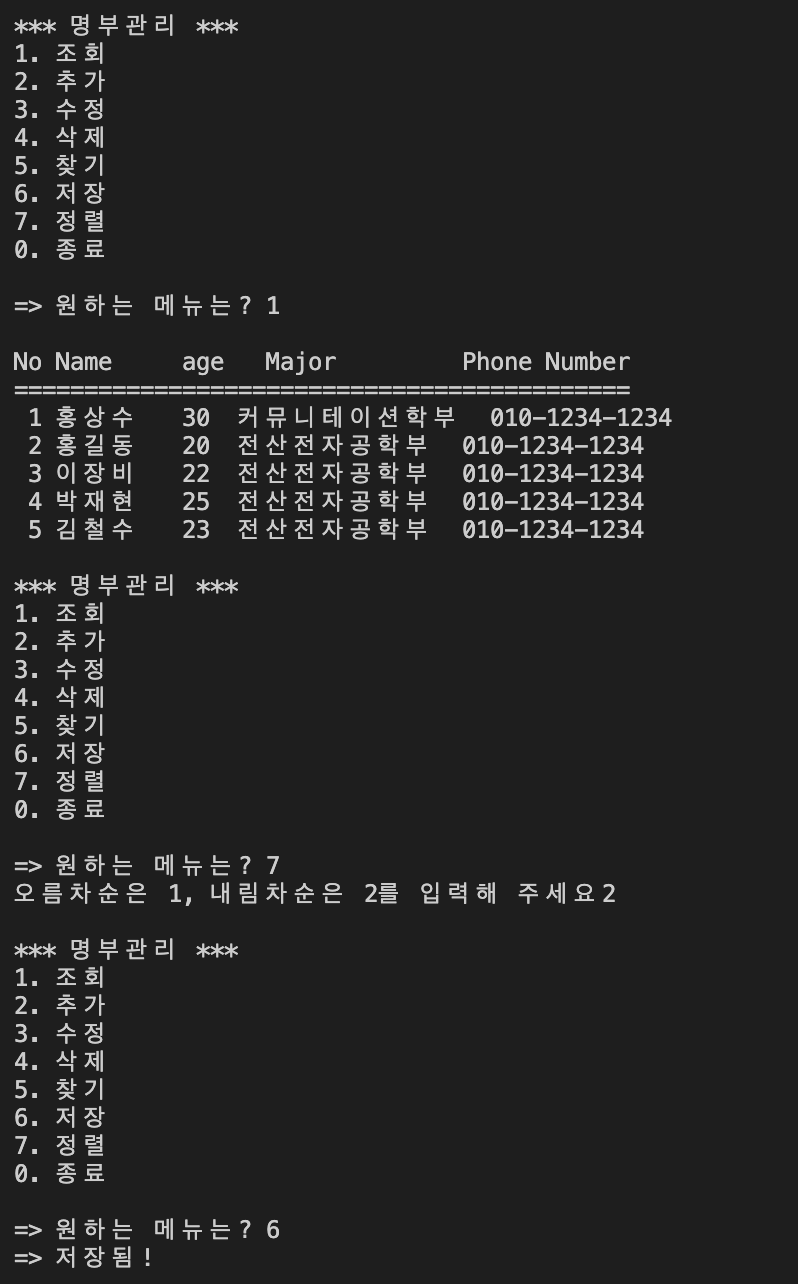 *** 명부관리 ***
1. 조회
2. 추가
3. 수정
4. 삭제
5. 찾기
6. 저장
7. 정렬
0. 종료
=> 원하는 메뉴는? 1
No Name     age   Major         Phone Number
============================================
1 홍상수   30  커뮤니테이션학부  010-1234-1234
2 홍길동   20  전산전자공학부  010-1234-1234
3 이장비   22  전산전자공학부  010-1234-1234
4 박재현   25  전산전자공학부  010-1234-1234
5 김철수   23  전산전자공학부  010-1234-1234
*** 명부관리 ***
1. 조회
2. 추가
3. 수정
4. 삭제
5. 찾기
6. 저장
7. 정렬
0. 종료
=> 원하는 메뉴는? 7
오름차순은 1, 내림차순은 2를 입력해 주세요2
*** 명부관리 ***
1. 조회
2. 추가
3. 수정
4. 삭제
5. 찾기
6. 저장
7. 정렬
0. 종료
=> 원하는 메뉴는? 6
=> 저장됨!